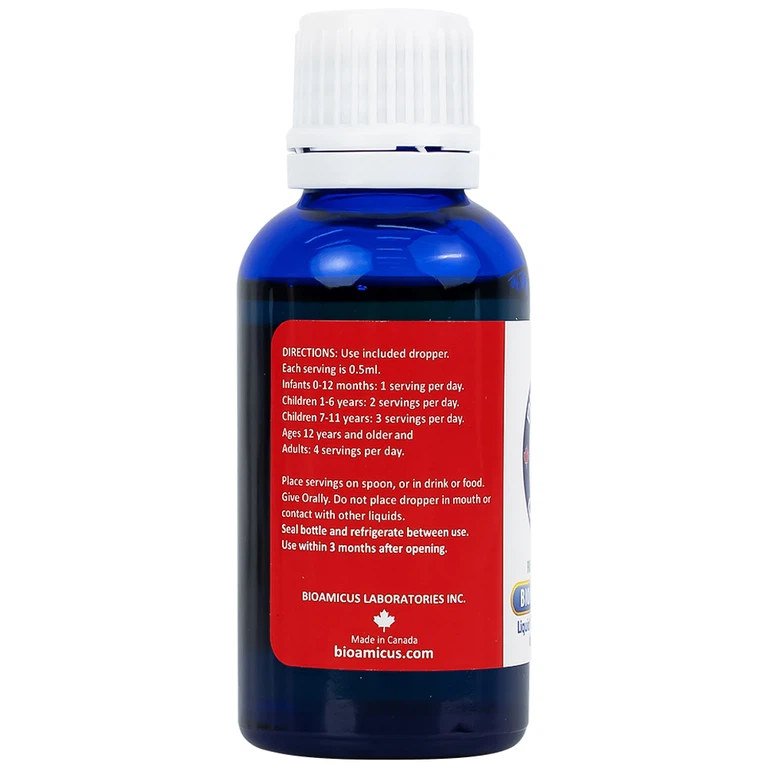 DIRECTIONS: Use included dropper.
Each serving is 0.5ml.
Infants 0-12 months: 1 serving per day.
Children 1-6 years: 2 servings per day.
Children 7-11 years: 3 servings per day.
Ages 12 years and older and
Adults: 4 servings per day.
Place servings on spoon, or in drink or food.
Give Orally. Do not place dropper in mouth or
contact with other liquids.
Seal bottle and refrigerate between use.
Use within 3 months after opening.
BIOAMICUS LABORATORIES INC.
Made in Canada
bioamicus.com